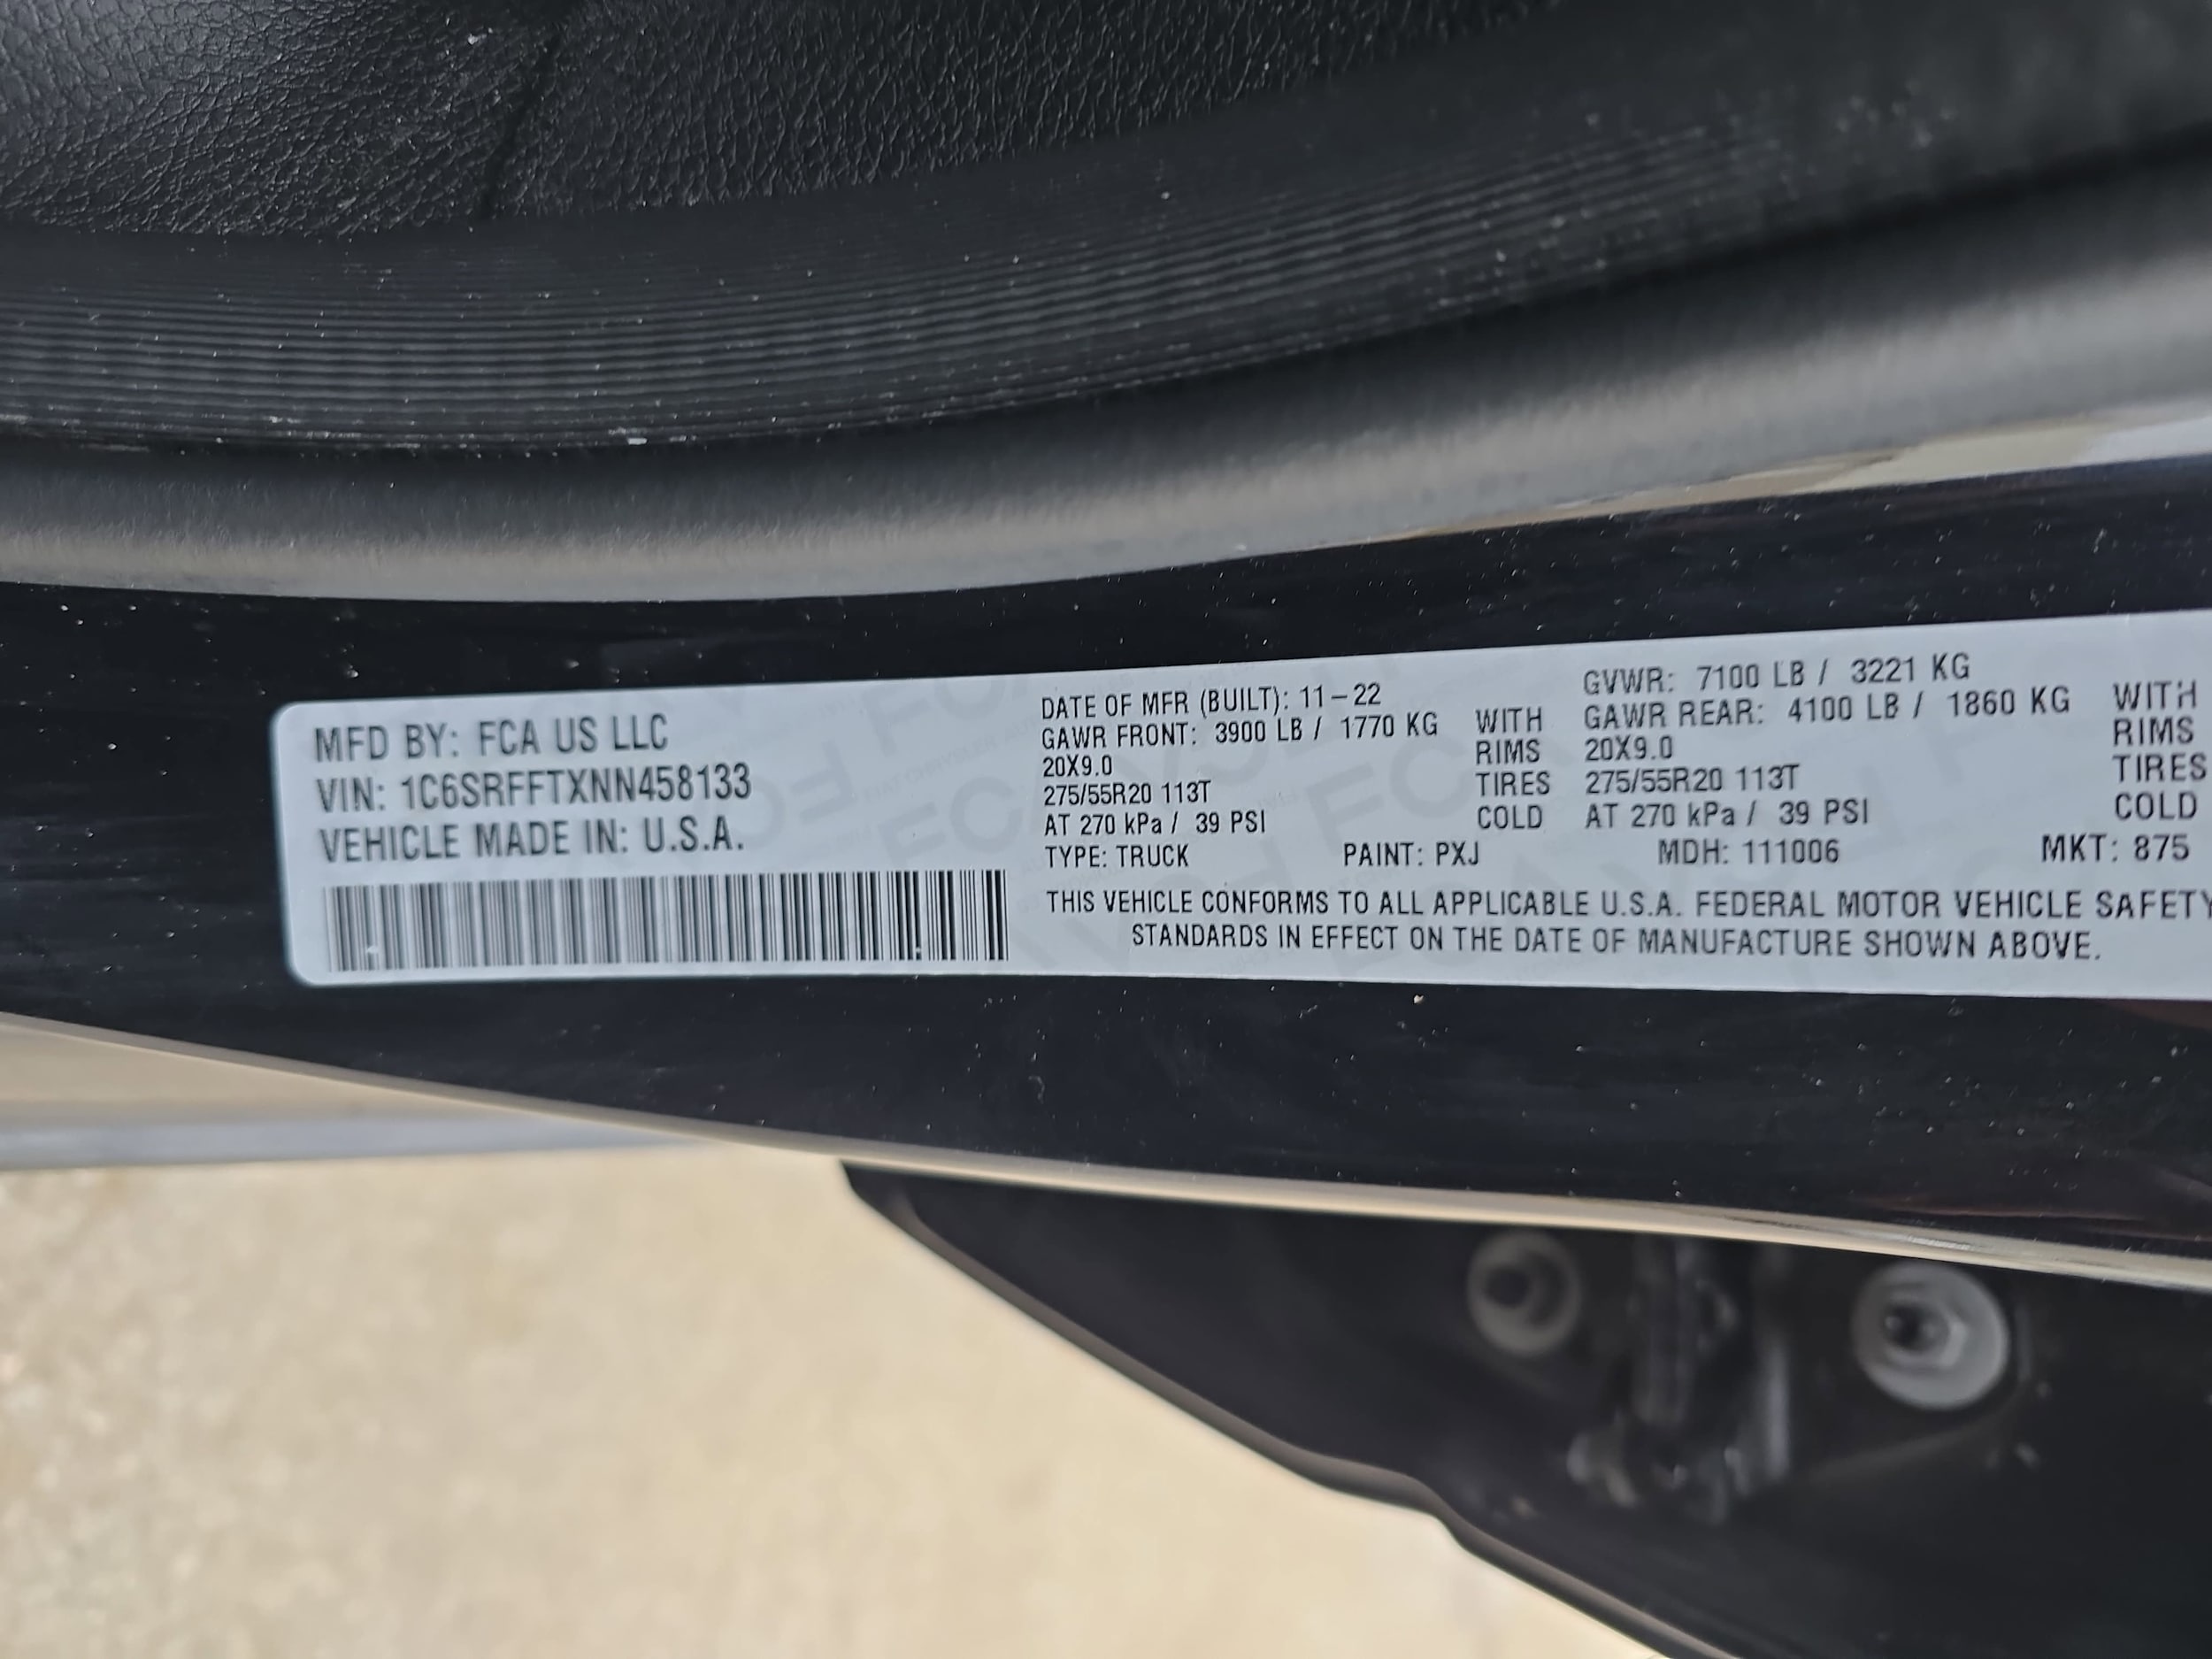 MFD BY: FCA US LLC
VIN: 1C6SRFFTXNN458133
VEHICLE MADE IN: U.S.A.
DATE OF MFR (BUILT): 11-22
GVWR: 7100 LB / 3221 KG
GAWR FRONT: 3900 LB / 1770 KG WITH GAWR REAR: 4100 LB / 1860 KG WITH
20X9.0 RIMS 20X9.0 RIMS
275/55R20 113T TIRES 275/55R20 113T TIRES
AT 270 kPa / 39 PSI COLD AT 270 kPa / 39 PSI COLD
TYPE: TRUCK PAINT: PXJ MDH: 111006 MKT: 875
THIS VEHICLE CONFORMS TO ALL APPLICABLE U.S.A. FEDERAL MOTOR VEHICLE SAFETY
STANDARDS IN EFFECT ON THE DATE OF MANUFACTURE SHOWN ABOVE.